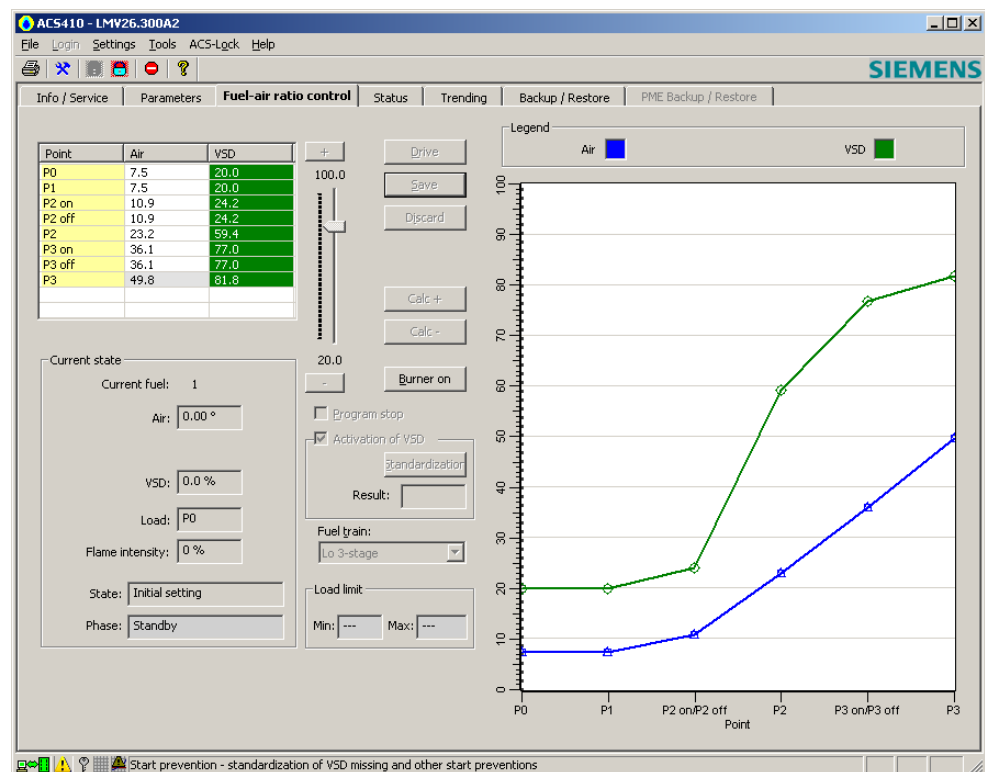 ACS410 - LMV26.300A2
File Login Settings Tools ACS-Lock Help
SIEMENS
Info / Service Parameters Fuel-air ratio control Status Trending Backup / Restore PME Backup / Restore
Point Air VSD
P0 7.5 20.0
P1 7.5 20.0
P2 on 10.9 24.2
P2 off 10.9 24.2
P2 23.2 59.4
P3 on 36.1 77.0
P3 off 36.1 77.0
P3 49.8 81.8
+
100.0
20.0
-
Drive
Save
Discard
Calc +
Calc -
Burner on
Program stop
Activation of VSD
Standardization
Result:
Fuel train:
Lo 3-stage
Load limit
Min: --- Max: ---
Current state
Current fuel: 1
Air: 0.00 °
VSD: 0.0 %
Load: P0
Flame intensity: 0 %
State: Initial setting
Phase: Standby
Legend
Air VSD
100
90
80
70
60
50
40
30
20
10
0
P0 P1 P2 on/P2 off P2 P3 on/P3 off P3
Point
Start prevention - standardization of VSD missing and other start preventions